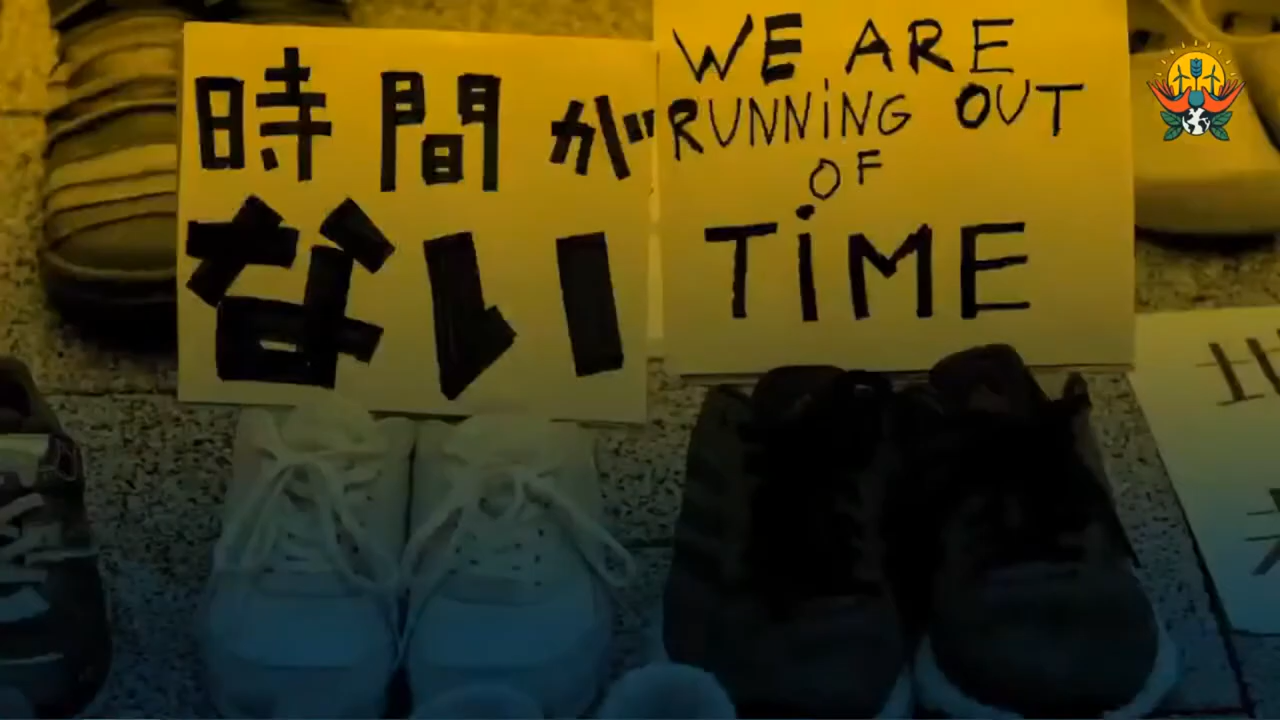 時間が
ない
WE ARE
RUNNING OUT
OF
TIME